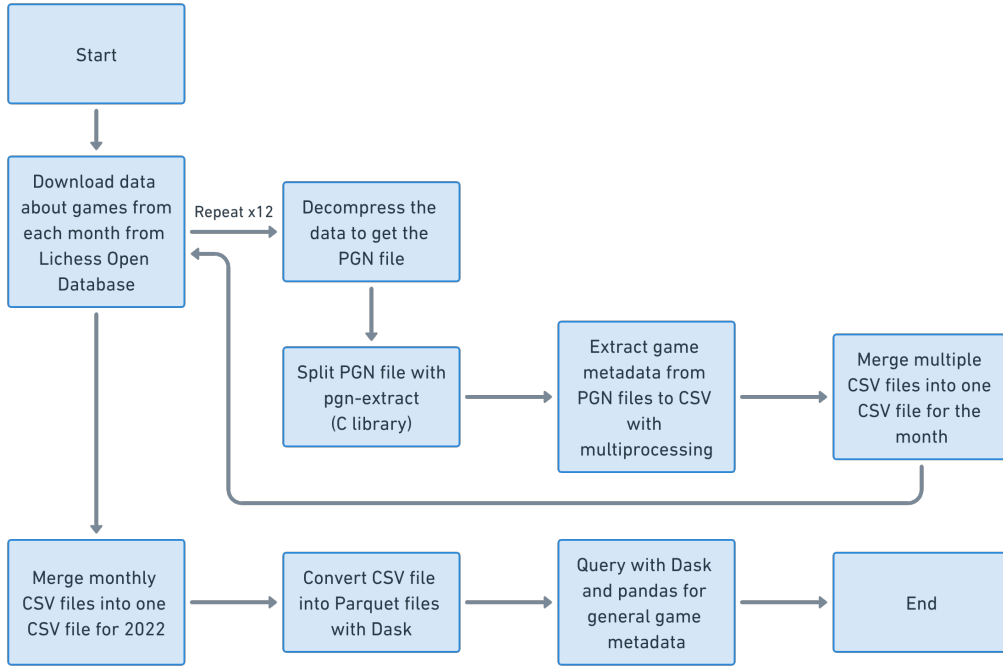 Start
Download data
about games from
each month from
Lichess Open
Database
Repeat x12
Decompress the
data to get the
PGN file
Split PGN file with
pgn-extract
(C library)
Extract game
metadata from
PGN files to CSV
with
multiprocessing
Merge multiple
CSV files into one
CSV file for the
month
Merge monthly
CSV files into one
CSV file for 2022
Convert CSV file
into Parquet files
with Dask
Query with Dask
and pandas for
general game
metadata
End